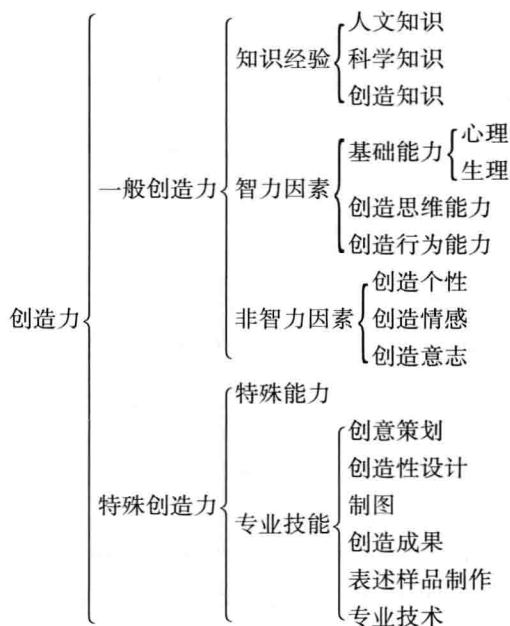 创造力
一般创造力
知识经验
人文知识
科学知识
创造知识
智力因素
基础能力
心理
生理
创造思维能力
创造行为能力
非智力因素
创造个性
创造情感
创造意志
特殊创造力
特殊能力
专业技能
创意策划
创造性设计
制图
创造成果
表述样品制作
专业技术